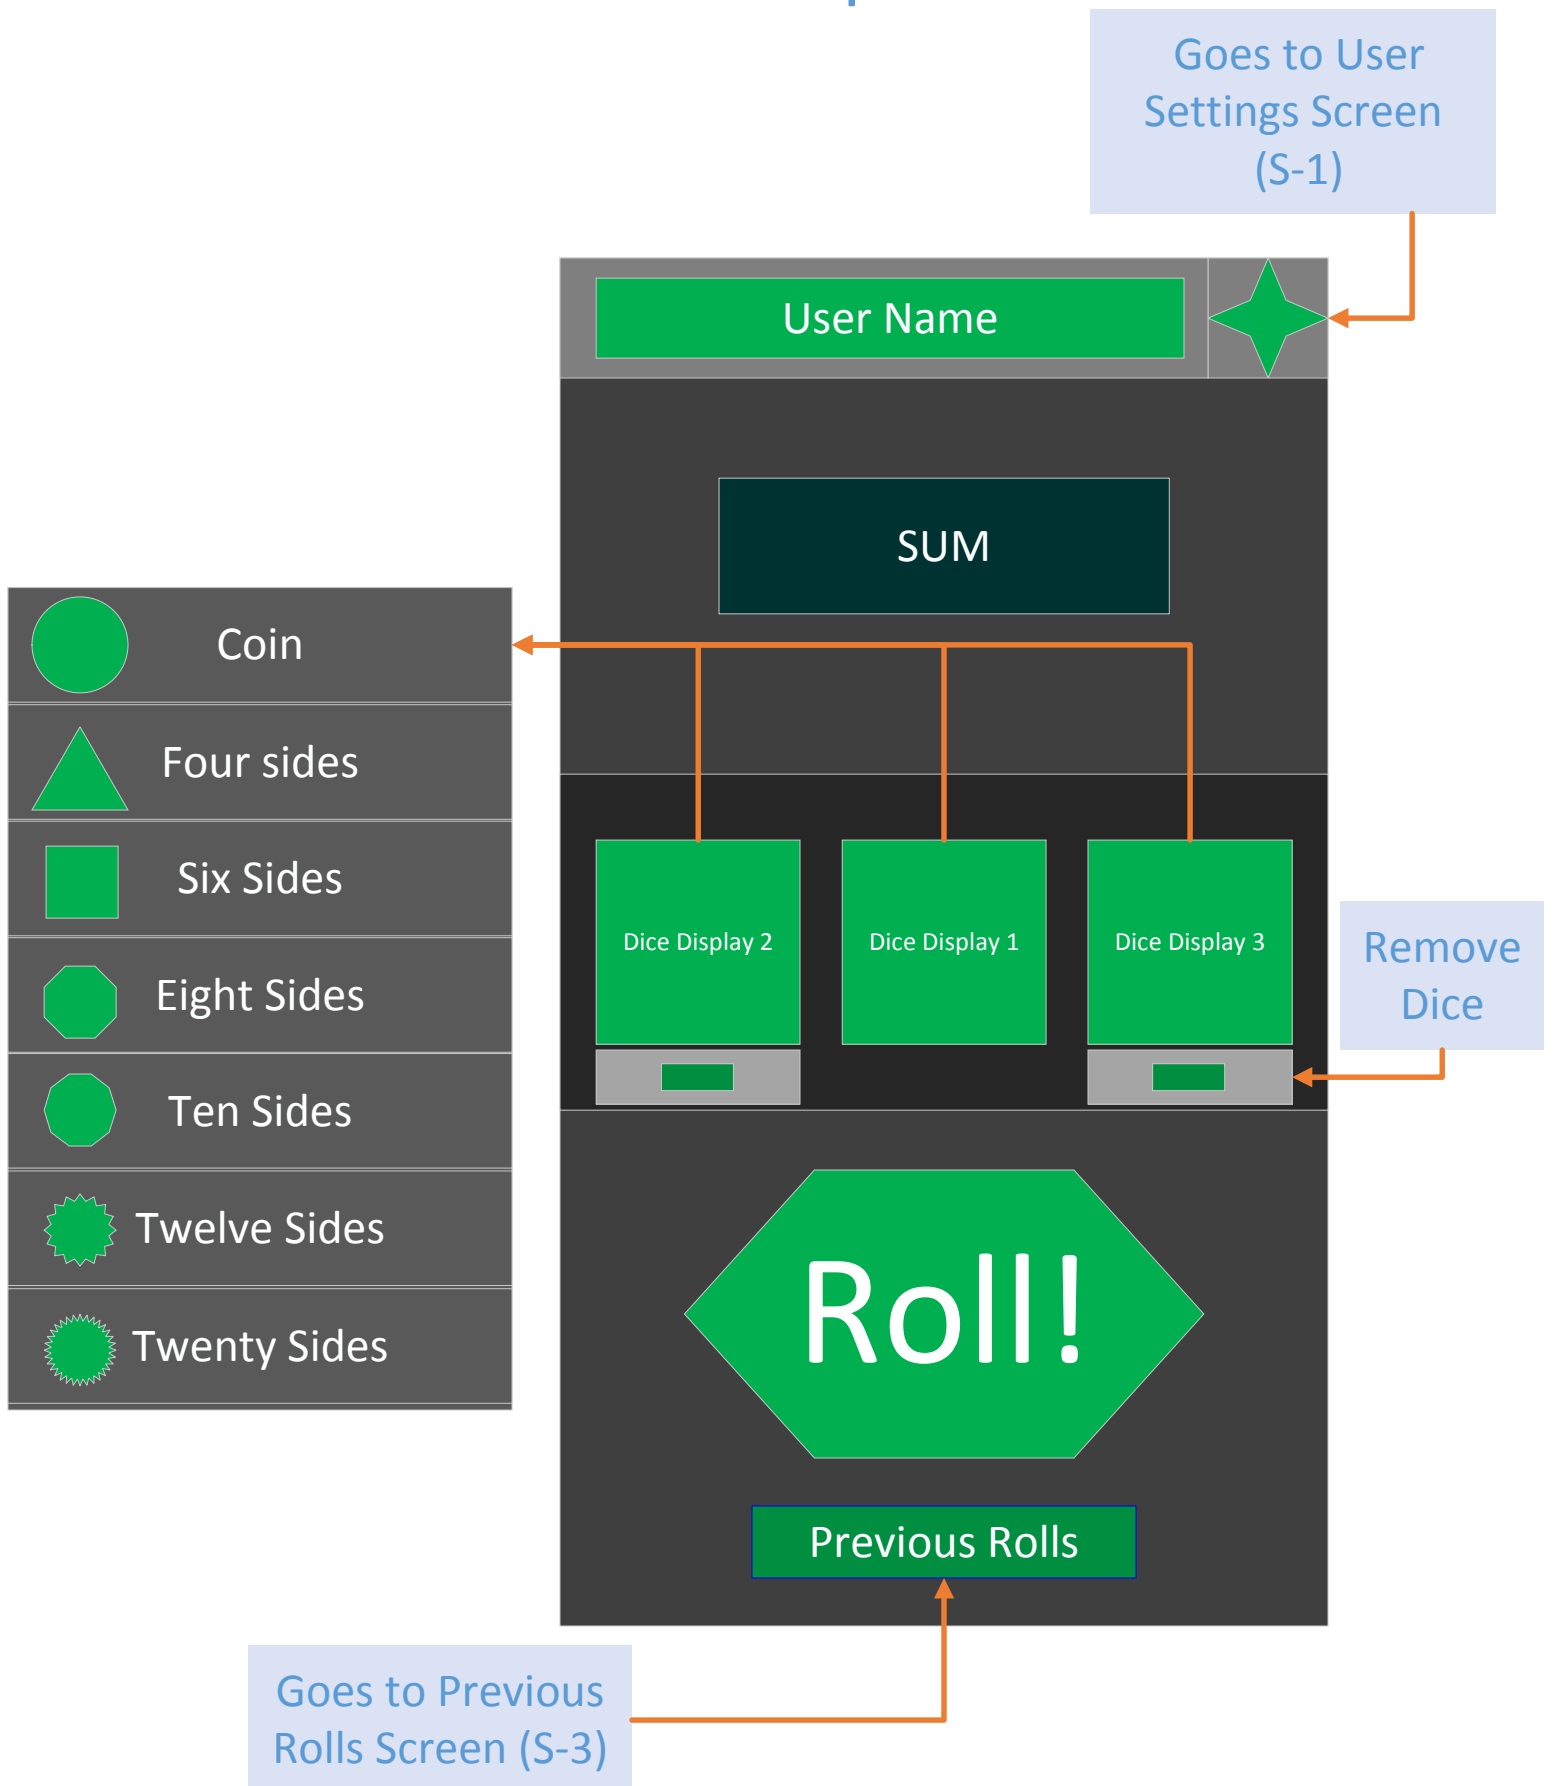 Goes to User
Settings Screen
(S-1)
User Name
SUM
Coin
Four sides
Six Sides
Eight Sides
Ten Sides
Twelve Sides
Twenty Sides
Dice Display 2
Dice Display 1
Dice Display 3
Remove
Dice
Roll!
Previous Rolls
Goes to Previous
Rolls Screen (S-3)